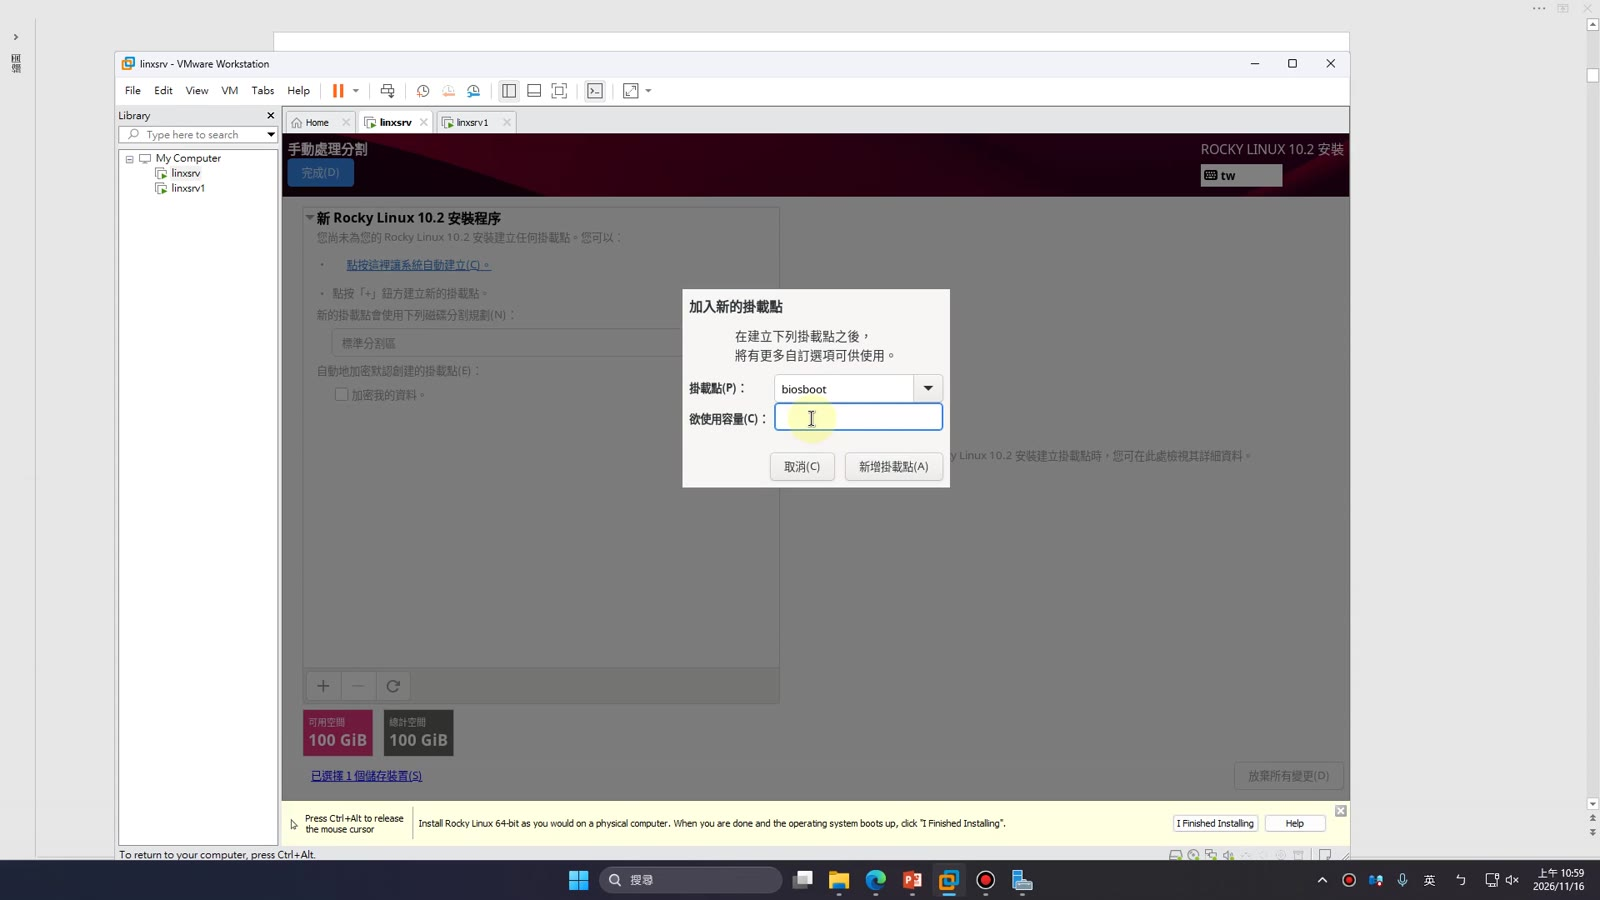 linxsrv - VMware Workstation
File Edit View VM Tabs Help
Library
Type here to search
My Computer
linxsrv
linxsrv1
Home
linxsrv
linxsrv1
手動處理分割
完成(D)
ROCKY LINUX 10.2 安裝
tw
新 Rocky Linux 10.2 安裝程序
您尚未為您的 Rocky Linux 10.2 安裝建立任何掛載點。您可以：
• 點按這裡讓系統自動建立(C)。
• 點按「+」鈕方建立新的掛載點。
新的掛載點會使用下列磁碟分割規劃(N)：
標準分割區
自動地加密默認創建的掛載點(E)：
加密我的資料。
加入新的掛載點
在建立下列掛載點之後，
將有更多自訂選項可供使用。
掛載點(P)：
biosboot
欲使用容量(C)：
取消(C)
新增掛載點(A)
y Linux 10.2 安裝建立掛載點時，您可在此處檢視其詳細資料。
可用空間
100 GiB
總計空間
100 GiB
已選擇 1 個儲存裝置(S)
放棄所有變更(D)
Press Ctrl+Alt to release
the mouse cursor
Install Rocky Linux 64-bit as you would on a physical computer. When you are done and the operating system boots up, click "I Finished Installing".
I Finished Installing
Help
To return to your computer, press Ctrl+Alt.
搜尋
英
ㄅ
上午 10:59
2026/11/16